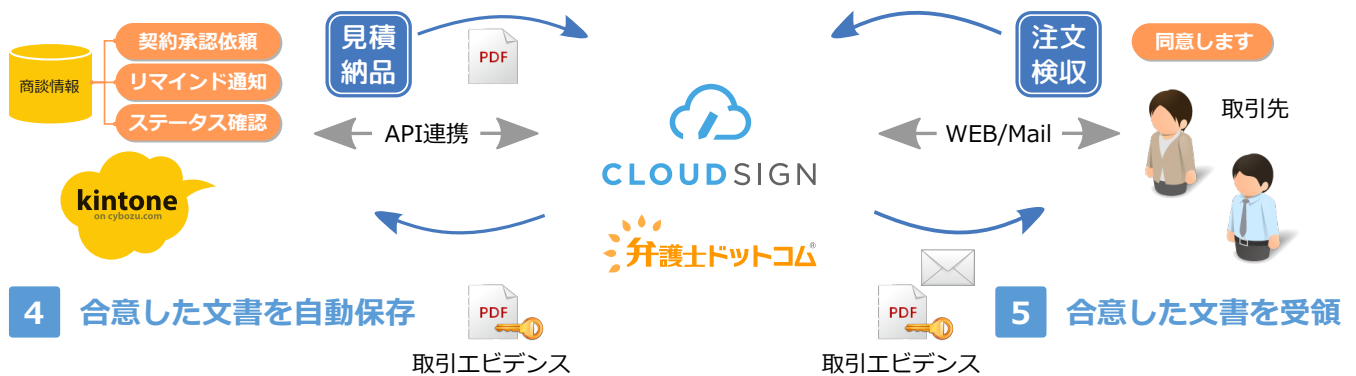 商談情報
契約承認依頼
リマインド通知
ステータス確認
見積
納品
PDF
注文
検収
同意します
取引先
API連携
WEB/Mail
CLOUDSIGN
弁護士ドットコム®
kintone
on cybozu.com
4 合意した文書を自動保存
PDF
取引エビデンス
PDF
取引エビデンス
5 合意した文書を受領